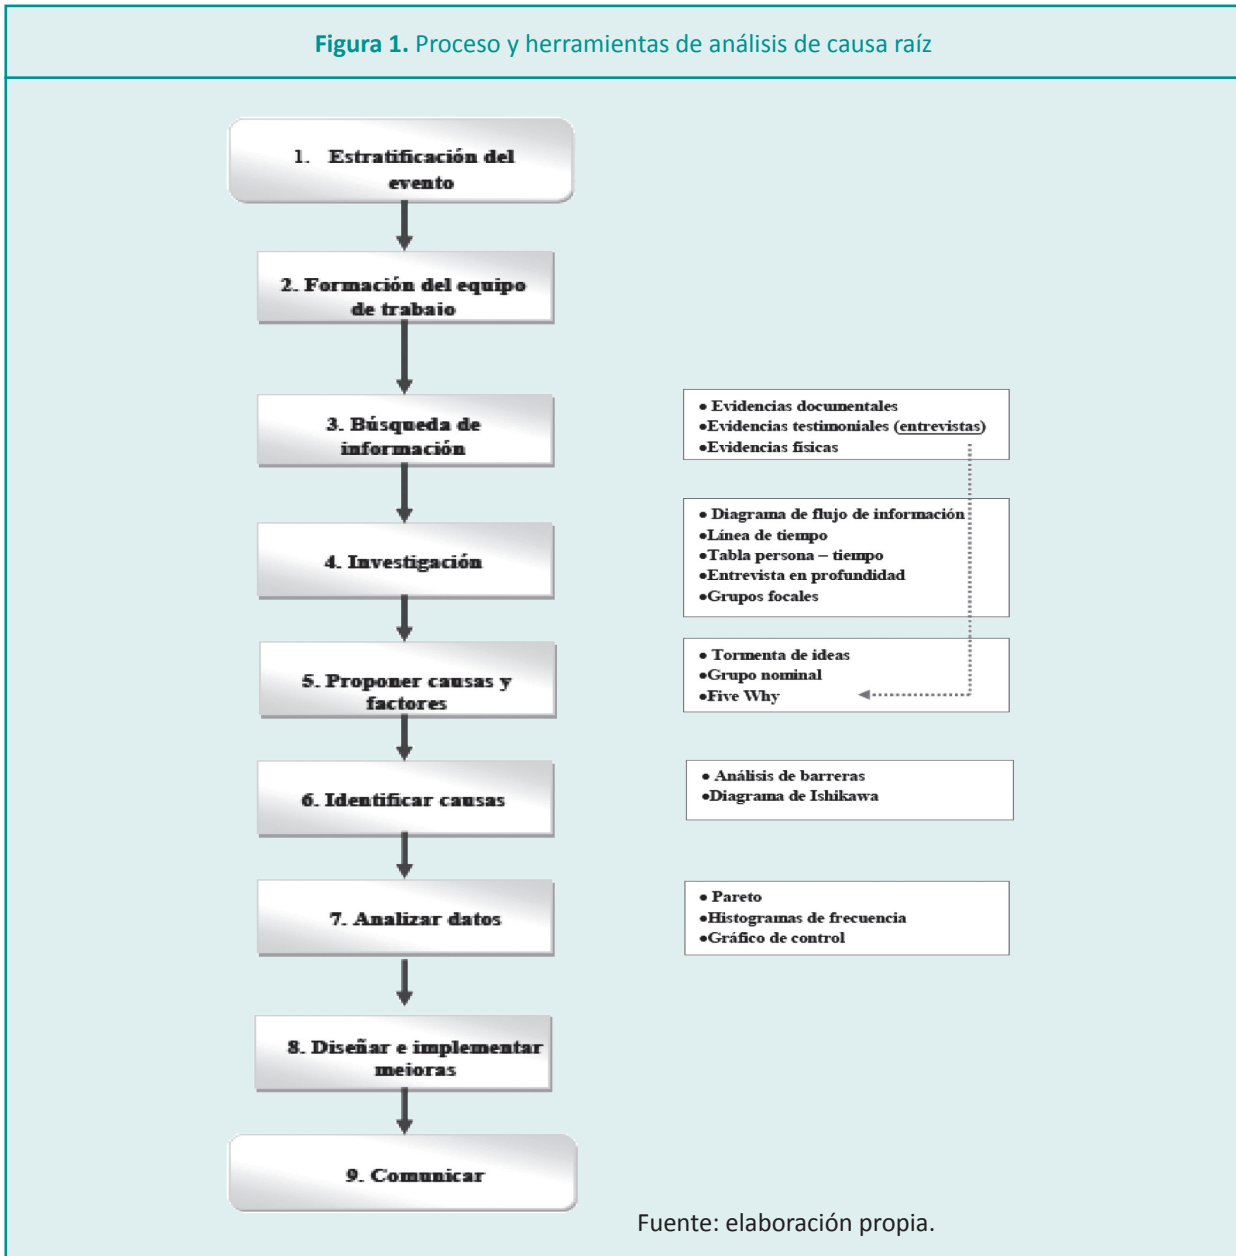 Figura 1. Proceso y herramientas de análisis de causa raíz
1. Estratificación del
evento
2. Formación del equipo
de trabaio
3. Búsqueda de
información
• Evidencias documentales
•Evidencias testimoniales (entrevistas)
•Evidencias físicas
4. Investigación
• Diagrama de flujo de información
•Línea de tiempo
•Tabla persona – tiempo
•Entrevista en profundidad
•Grupos focales
5. Proponer causas y
factores
• Tormenta de ideas
•Grupo nominal
•Five Why
6. Identificar causas
• Análisis de barreras
•Diagrama de Ishikawa
7. Analizar datos
• Pareto
•Histogramas de frecuencia
•Gráfico de control
8. Diseñar e implementar
meioras
9. Comunicar
Fuente: elaboración propia.